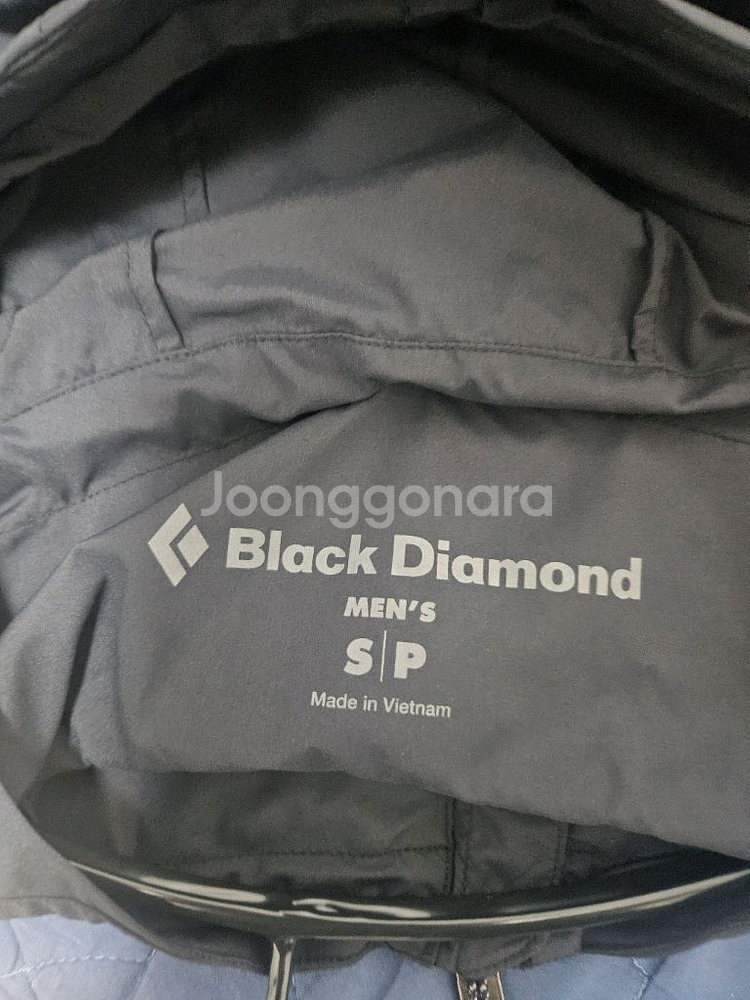 Joonggonara
Black Diamond
MEN'S
S|P
Made in Vietnam